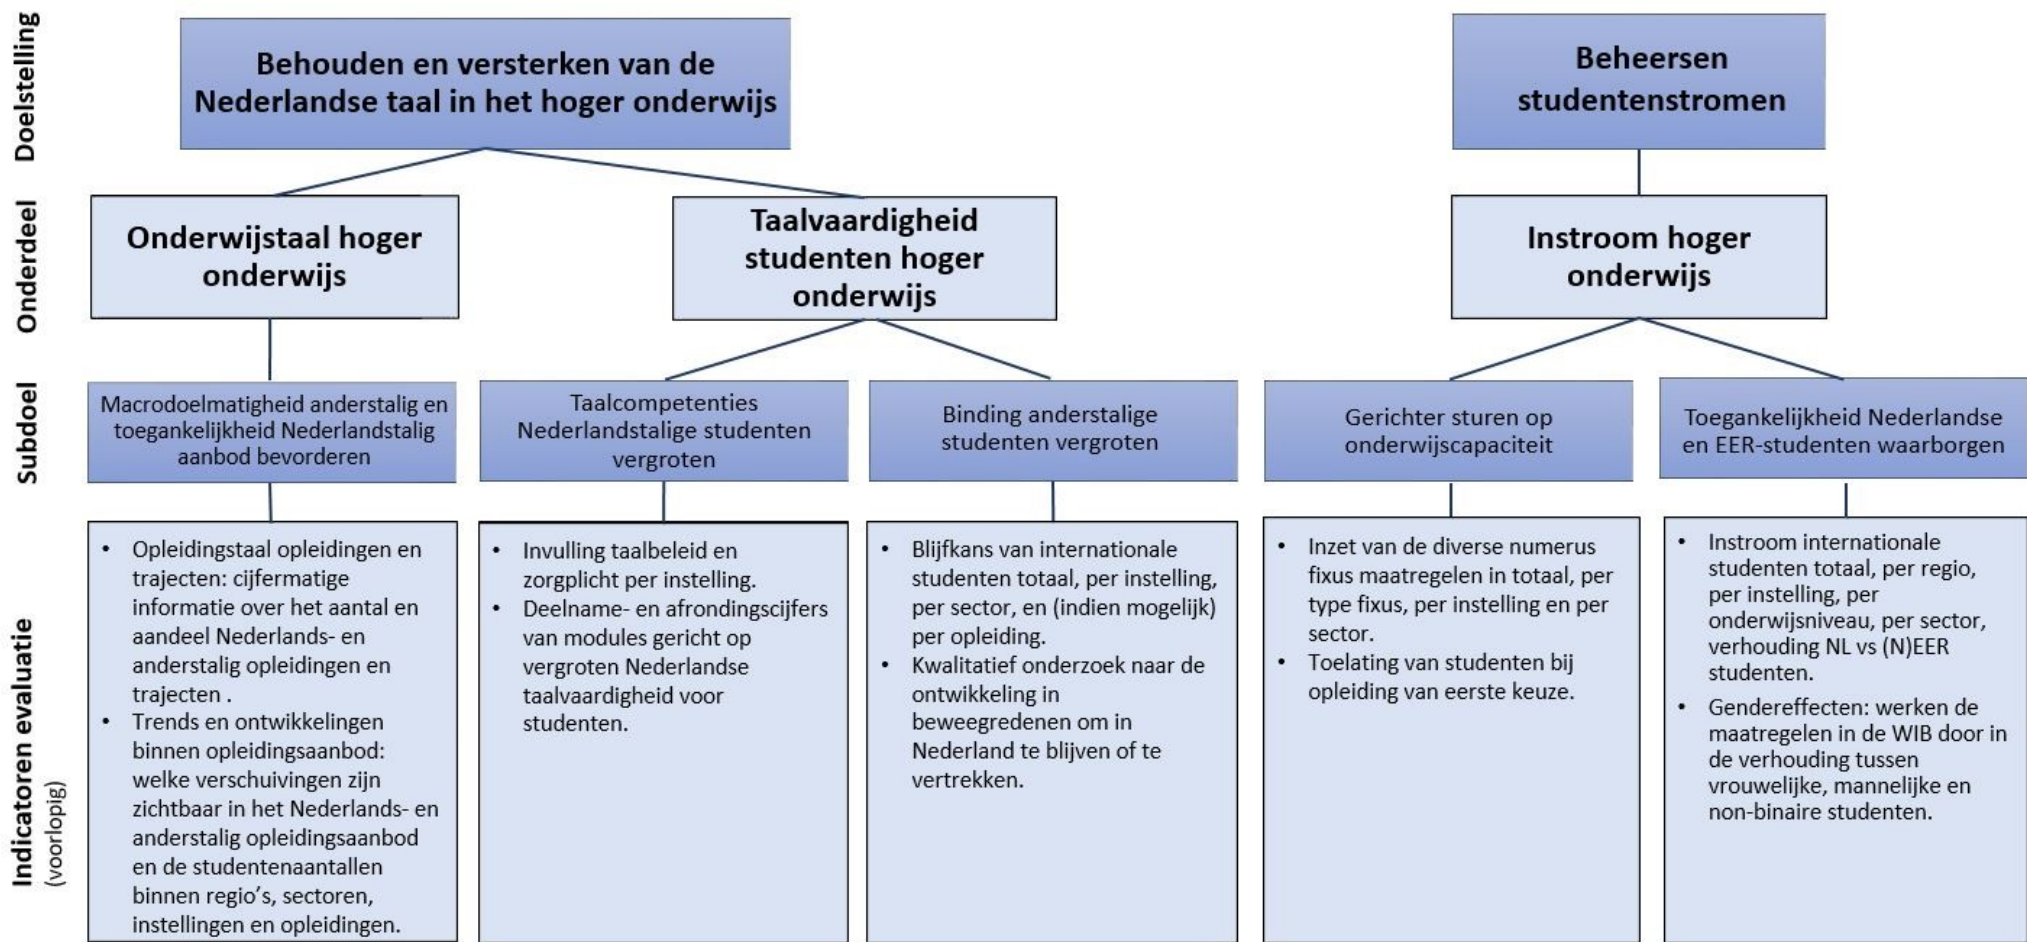 Doelstelling
Behouden en versterken van de
Nederlandse taal in het hoger onderwijs
Beheersen
studentenstromen
Onderdeel
Onderwijstaal hoger
onderwijs
Taalvaardigheid
studenten hoger
onderwijs
Instroom hoger
onderwijs
Subdoel
Macrodoelmatigheid anderstalig en
toegankelijkheid Nederlandstalig
aanbod bevorderen
Taalcompetenties
Nederlandstalige studenten
vergroten
Binding anderstalige
studenten vergroten
Gerichter sturen op
onderwijscapaciteit
Toegankelijkheid Nederlandse
en EER-studenten waarborgen
Indicatoren evaluatie
(voorlopig)
• Opleidingstaal opleidingen en
trajecten: cijfermatige
informatie over het aantal en
aandeel Nederlands- en
anderstalig opleidingen en
trajecten .
• Trends en ontwikkelingen
binnen opleidingsaanbod:
welke verschuivingen zijn
zichtbaar in het Nederlands- en
anderstalig opleidingsaanbod
en de studentenaantallen
binnen regio's, sectoren,
instellingen en opleidingen.
• Invulling taalbeleid en
zorgplicht per instelling.
• Deelname- en afrondingscijfers
van modules gericht op
vergroten Nederlandse
taalvaardigheid voor
studenten.
• Blijfkans van internationale
studenten totaal, per instelling,
per sector, en (indien mogelijk)
per opleiding.
• Kwalitatief onderzoek naar de
ontwikkeling in
beweegredenen om in
Nederland te blijven of te
vertrekken.
• Inzet van de diverse numerus
fixus maatregelen in totaal, per
type fixus, per instelling en per
sector.
• Toelating van studenten bij
opleiding van eerste keuze.
• Instroom internationale
studenten totaal, per regio,
per instelling, per
onderwijsniveau, per sector,
verhouding NL vs (N)EER
studenten.
• Gendereffecten: werken de
maatregelen in de WIB door in
de verhouding tussen
vrouwelijke, mannelijke en
non-binaire studenten.